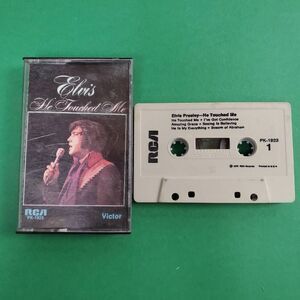 Elvis
He Touched Me
RCA
PK-1923
Victor
Elvis Presley—He Touched Me
He Touched Me • I've Got Confidence
Amazing Grace • Seeing Is Believing
He Is My Everything • Bosom of Abraham
RCA
PK-1923
1